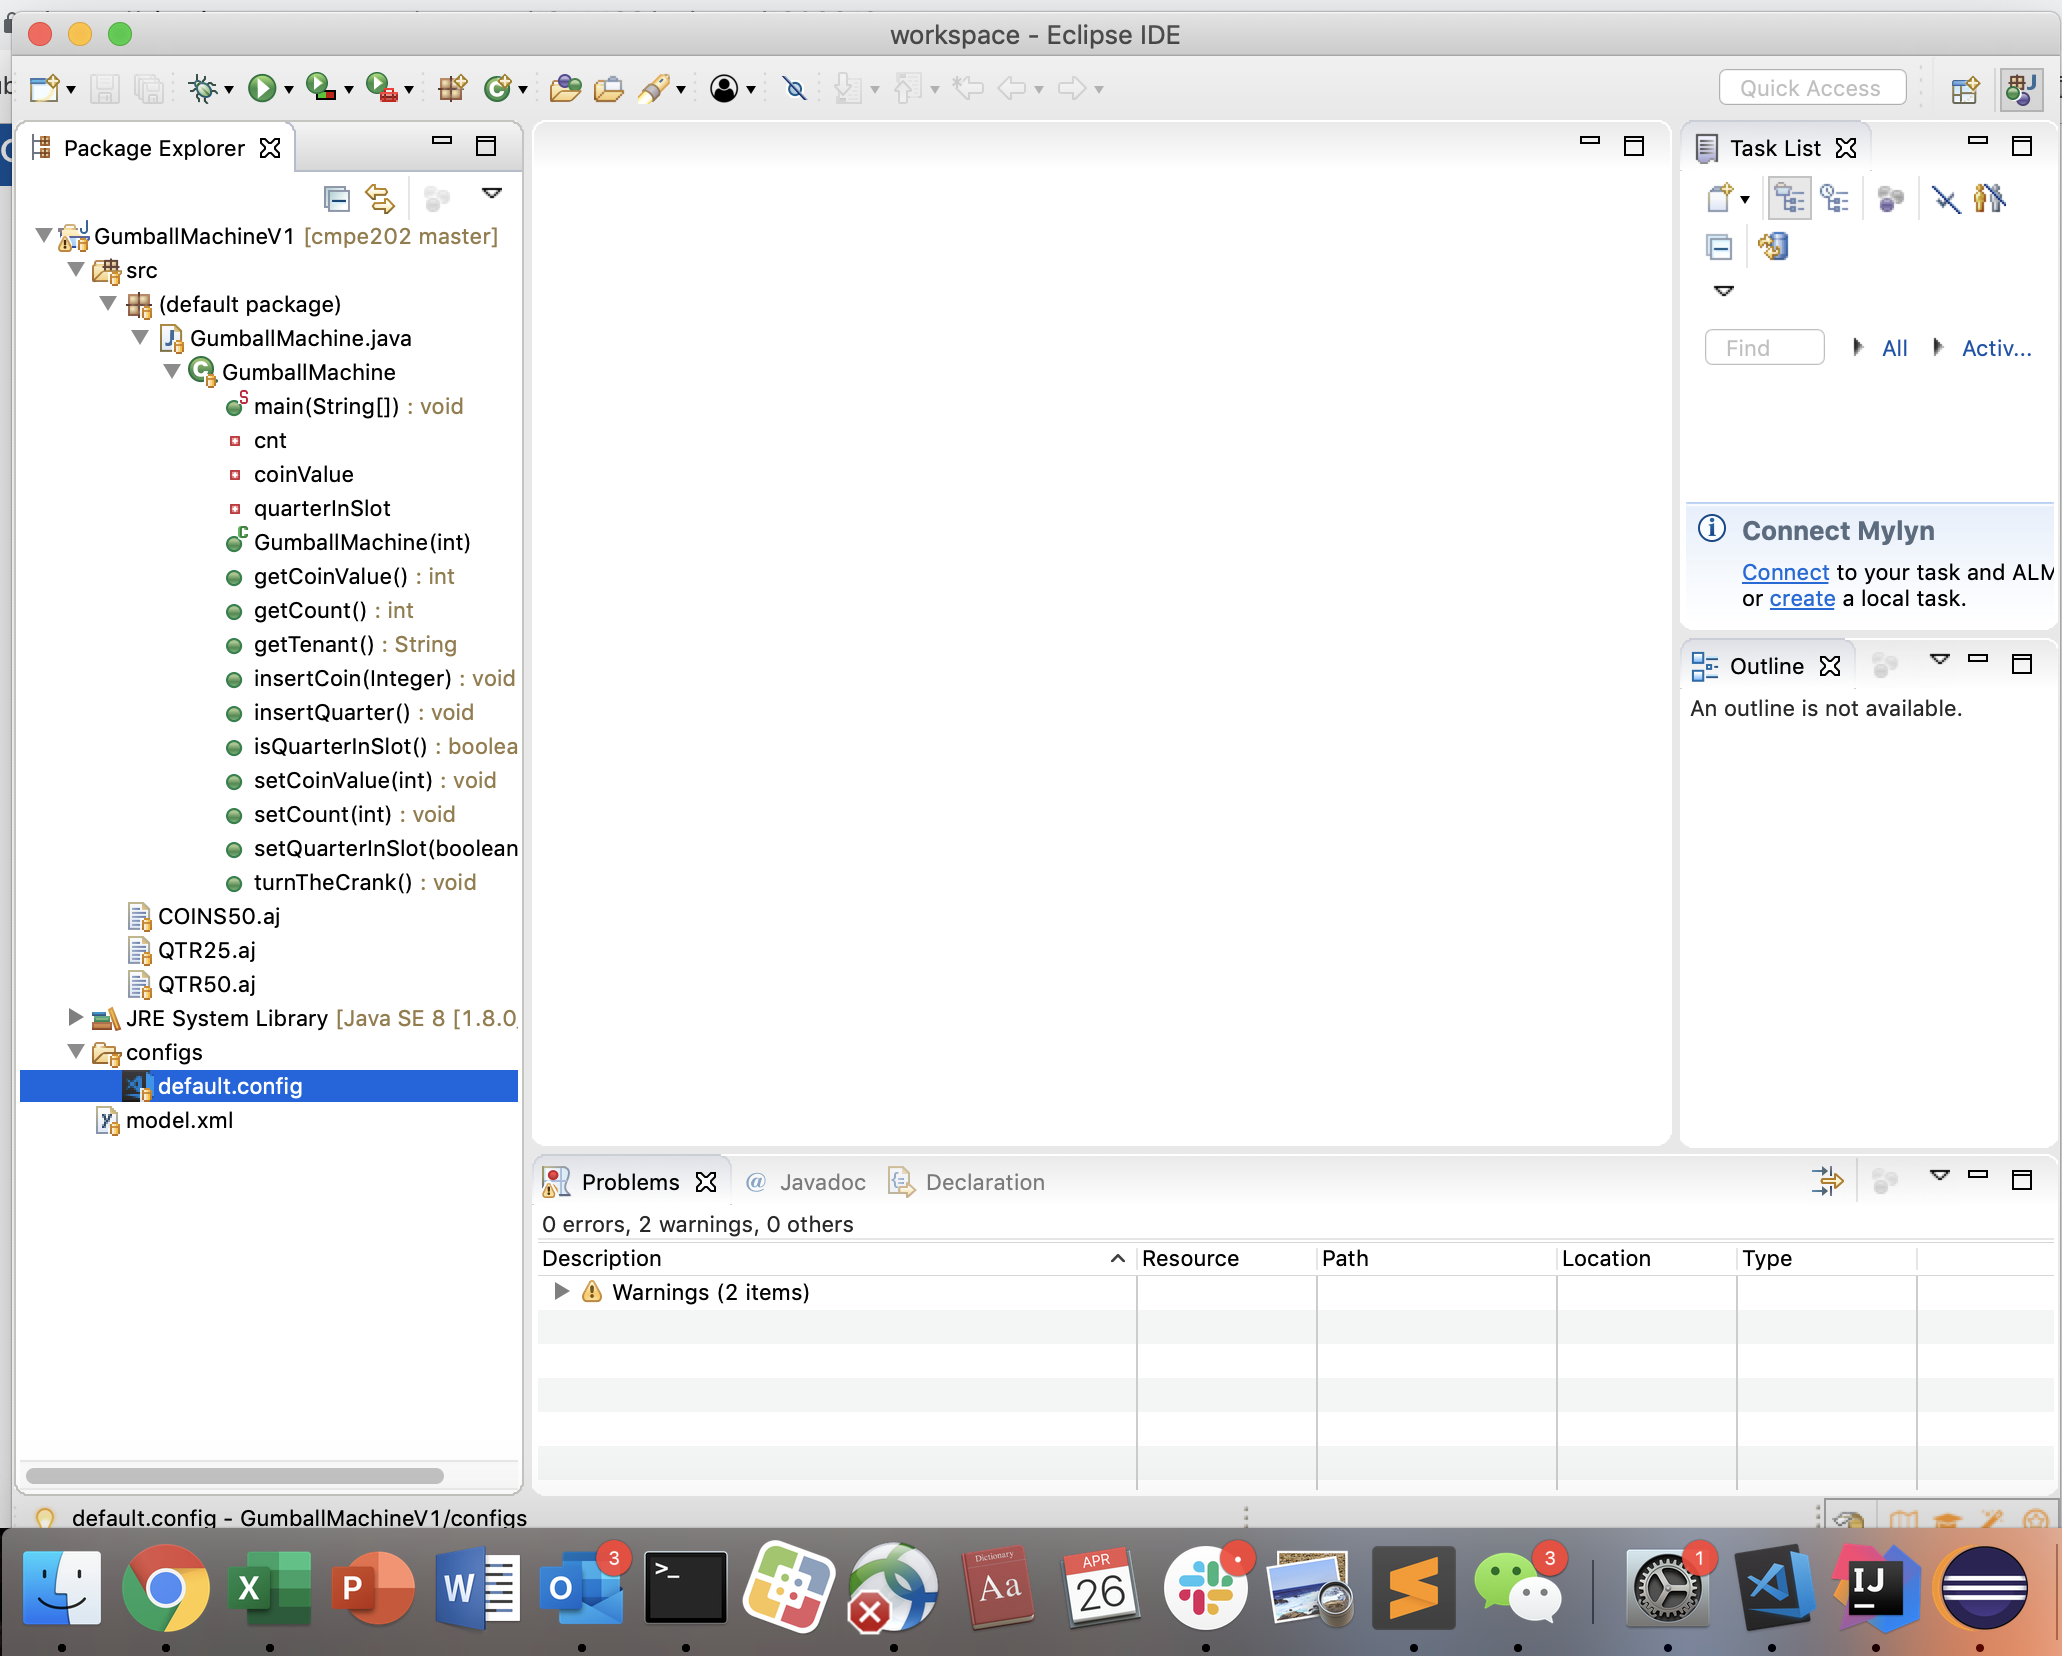 workspace - Eclipse IDE
Quick Access
Package Explorer
GumballMachineV1 [cmpe202 master]
src
(default package)
GumballMachine.java
GumballMachine
main(String[]) : void
cnt
coinValue
quarterInSlot
GumballMachine(int)
getCoinValue() : int
getCount() : int
getTenant() : String
insertCoin(Integer) : void
insertQuarter() : void
isQuarterInSlot() : boolea
setCoinValue(int) : void
setCount(int) : void
setQuarterInSlot(boolean
turnTheCrank() : void
COINS50.aj
QTR25.aj
QTR50.aj
JRE System Library [Java SE 8 [1.8.0
configs
default.config
model.xml
Task List
Find
All
Activ...
Connect Mylyn
Connect to your task and ALM
or create a local task.
Outline
An outline is not available.
Problems
@ Javadoc
Declaration
0 errors, 2 warnings, 0 others
Description Resource Path Location Type
Warnings (2 items)
default.config - GumballMachineV1/configs
X
P
W
O
3
>_
Dictionary
Aa
APR
26
3
1
IJ